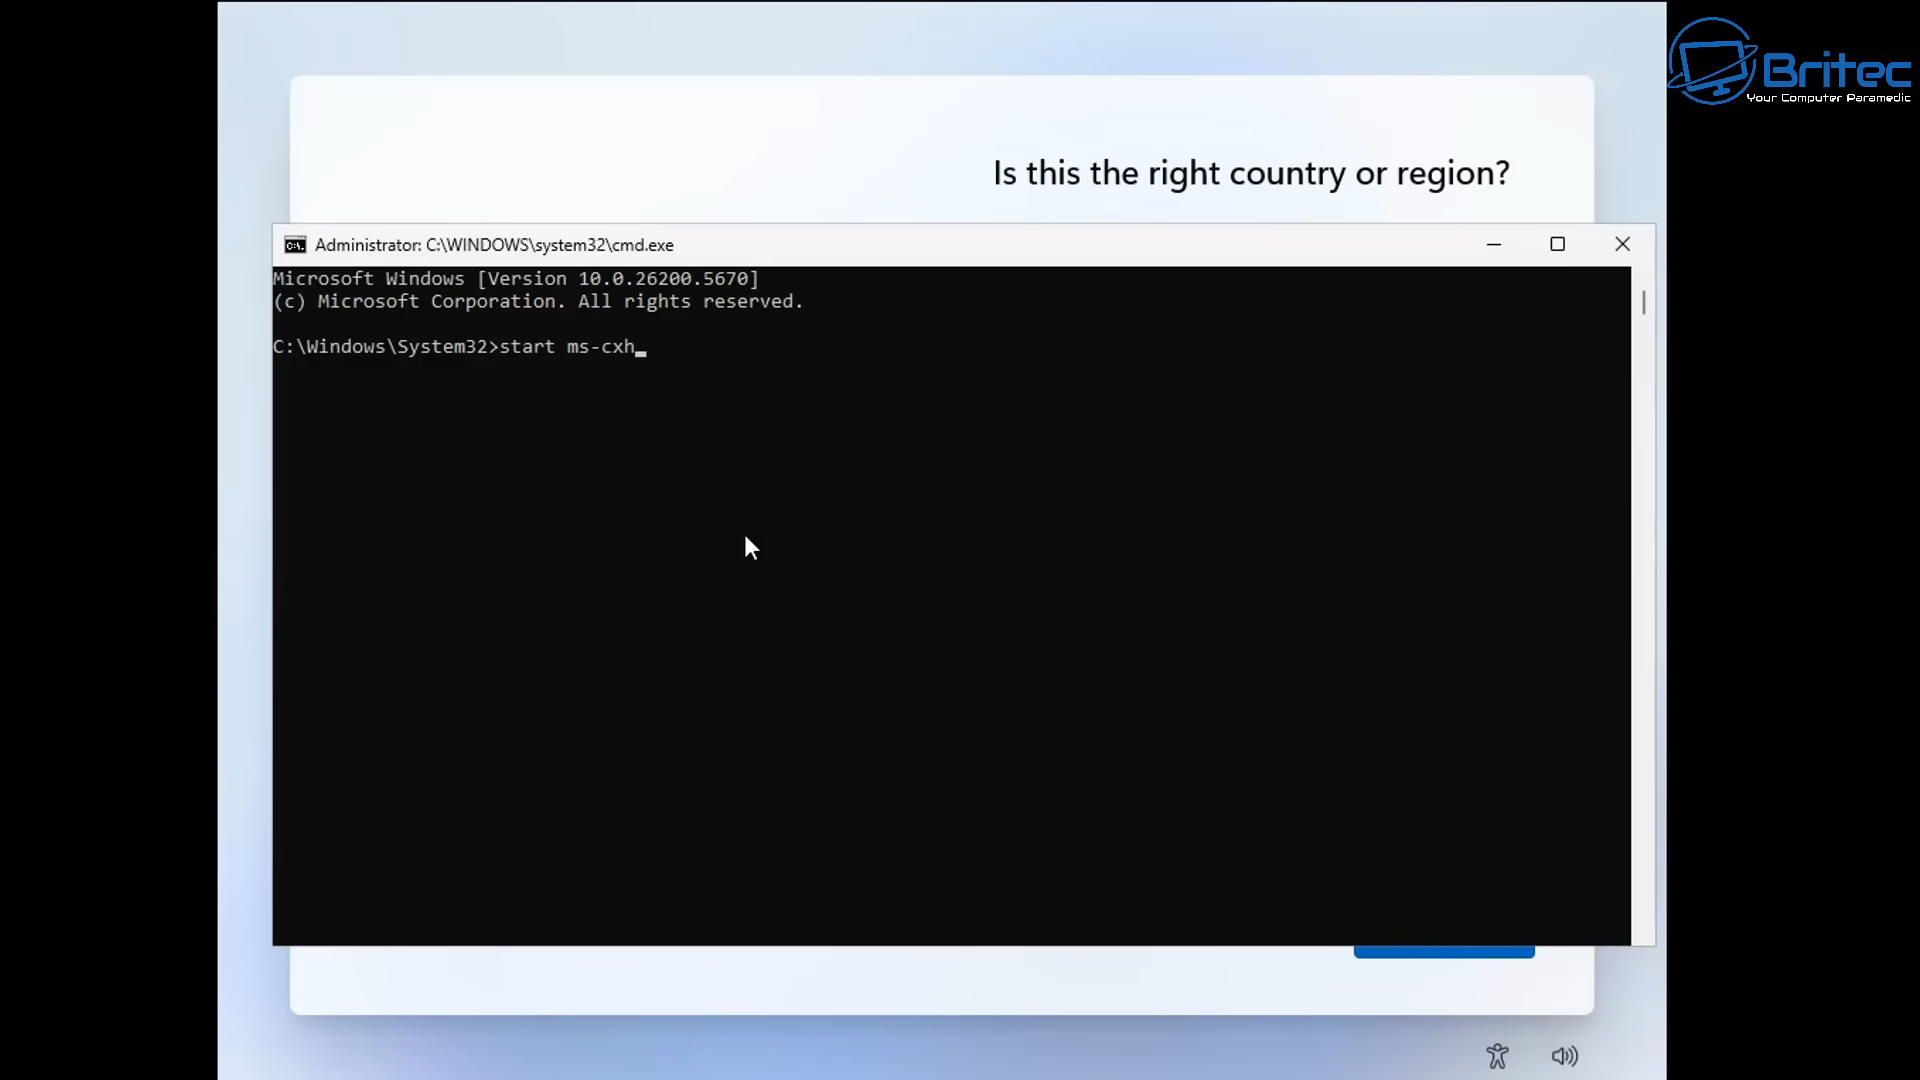 Britec
Your Computer Paramedic
Is this the right country or region?
Administrator: C:\WINDOWS\system32\cmd.exe
Microsoft Windows [Version 10.0.26200.5670]
(c) Microsoft Corporation. All rights reserved.
C:\Windows\System32>start ms-cxh_